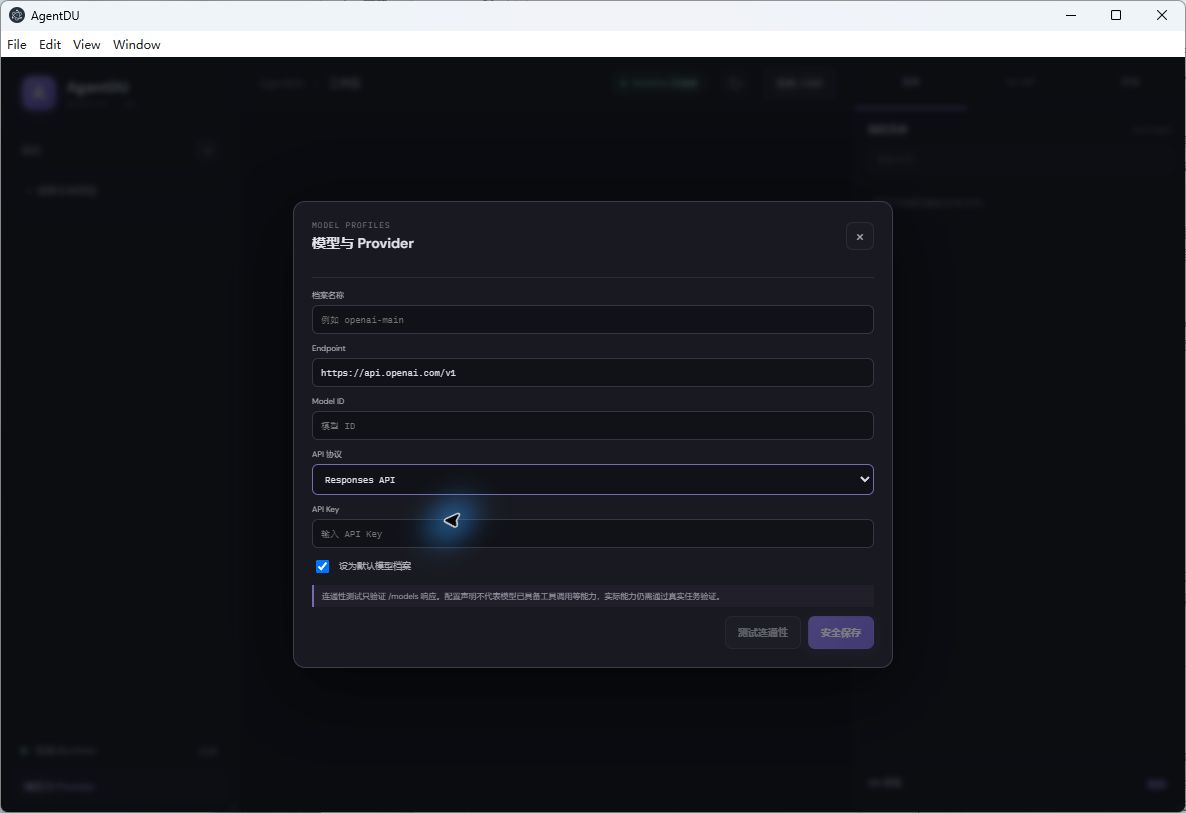 AgentDU
File Edit View Window
MODEL PROFILES
模型与 Provider
×
档案名称
例如 openai-main
Endpoint
https://api.openai.com/v1
Model ID
模型 ID
API 协议
Responses API
API Key
输入 API Key
设为默认模型档案
连通性测试只验证 /models 响应。配置声明不代表模型已具备工具调用等能力，实际能力仍需通过真实任务验证。
测试连通性 安全保存